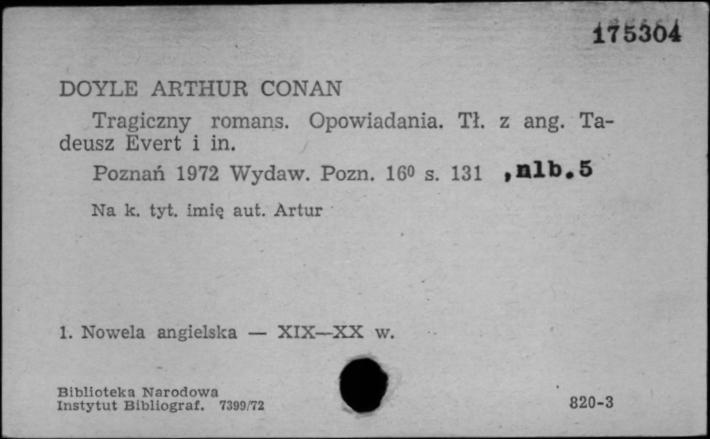 175304
DOYLE ARTHUR CONAN
Tragiczny romans. Opowiadania. Tł. z ang. Ta-
deusz Evert i in.
Poznań 1972 Wydaw. Pozn. 16⁰ s. 131 , nlb. 5
Na k. tyt. imię aut. Artur
1. Nowela angielska — XIX—XX w.
Biblioteka Narodowa
Instytut Bibliograf. 7399/72
820-3